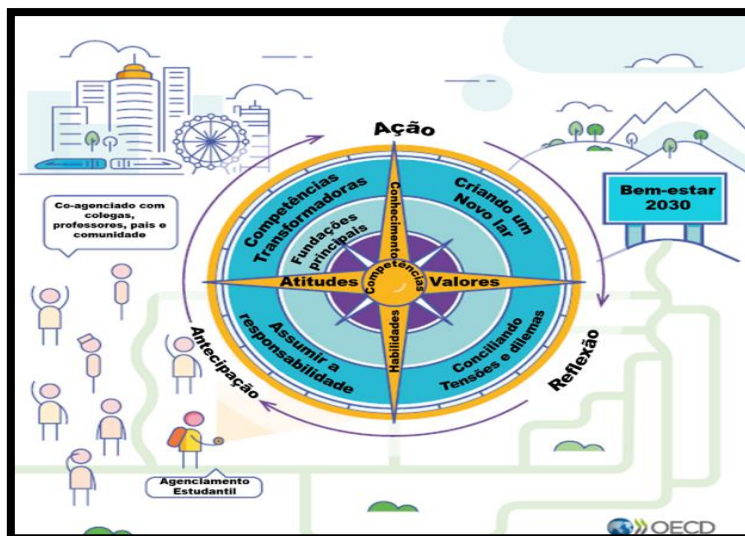 Ação
Co-agenciado com
colegas,
professores, pais e
comunidade
Competências
Transformadoras
Criando um
Novo lar
Bem-estar
2030
Fundações
principais
Conhecimento
Atitudes
Competências
Valores
Habilidades
Assumir a
responsabilidade
Conciliando
Tensões e dilemas
Antecipação
Reflexão
Agenciamento
Estudantil
OECD